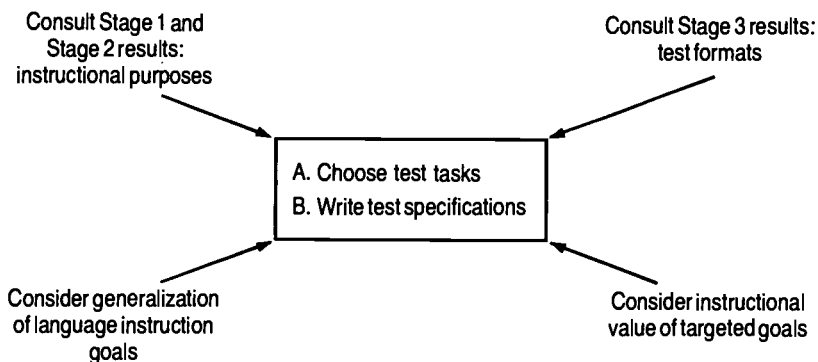 Consult Stage 1 and
Stage 2 results:
instructional purposes
Consult Stage 3 results:
test formats
A. Choose test tasks
B. Write test specifications
Consider generalization
of language instruction
goals
Consider instructional
value of targeted goals